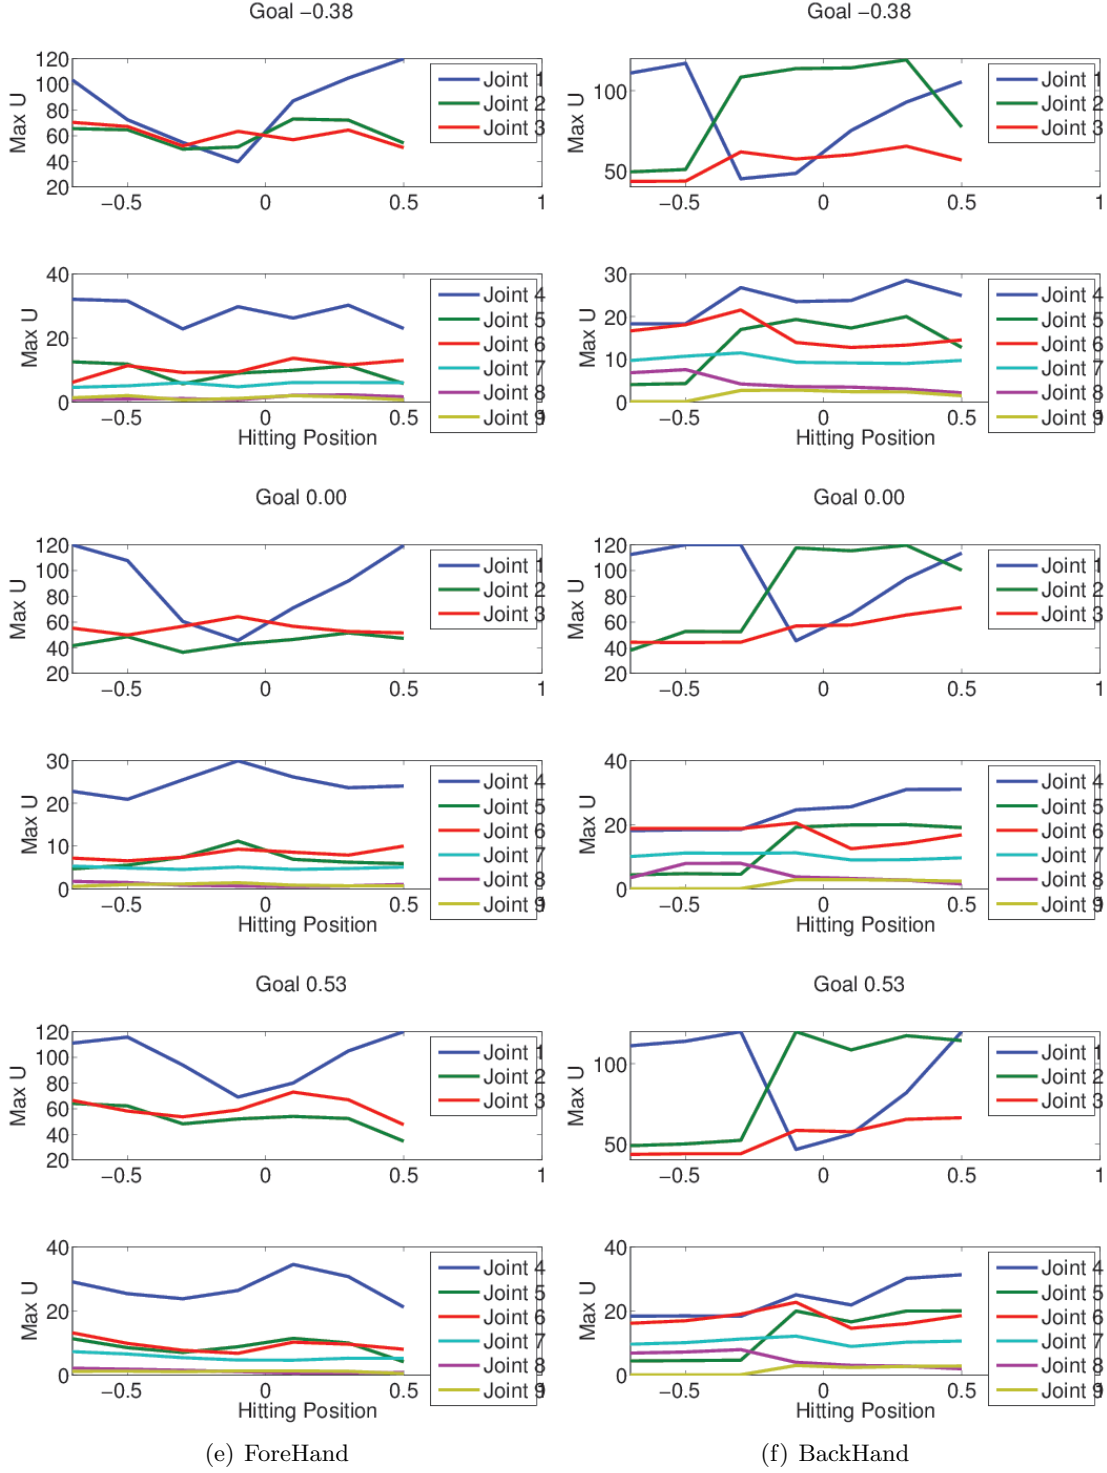 Goal −0.38
Goal −0.38
120
100
80
60
40
20
Max U
−0.5
0
0.5
1
Joint 1
Joint 2
Joint 3
100
50
Max U
−0.5
0
0.5
1
Joint 1
Joint 2
Joint 3
40
20
0
Max U
−0.5
0
0.5
1
Hitting Position
Joint 4
Joint 5
Joint 6
Joint 7
Joint 8
Joint 9
30
20
10
0
Max U
−0.5
0
0.5
1
Hitting Position
Joint 4
Joint 5
Joint 6
Joint 7
Joint 8
Joint 9
Goal 0.00
Goal 0.00
120
100
80
60
40
20
Max U
−0.5
0
0.5
1
Joint 1
Joint 2
Joint 3
120
100
80
60
40
20
Max U
−0.5
0
0.5
1
Joint 1
Joint 2
Joint 3
30
20
10
0
Max U
−0.5
0
0.5
1
Hitting Position
Joint 4
Joint 5
Joint 6
Joint 7
Joint 8
Joint 9
40
20
0
Max U
−0.5
0
0.5
1
Hitting Position
Joint 4
Joint 5
Joint 6
Joint 7
Joint 8
Joint 9
Goal 0.53
Goal 0.53
120
100
80
60
40
20
Max U
−0.5
0
0.5
1
Joint 1
Joint 2
Joint 3
100
50
Max U
−0.5
0
0.5
1
Joint 1
Joint 2
Joint 3
40
20
0
Max U
−0.5
0
0.5
1
Hitting Position
Joint 4
Joint 5
Joint 6
Joint 7
Joint 8
Joint 9
40
20
0
Max U
−0.5
0
0.5
1
Hitting Position
Joint 4
Joint 5
Joint 6
Joint 7
Joint 8
Joint 9
(e) ForeHand
(f) BackHand